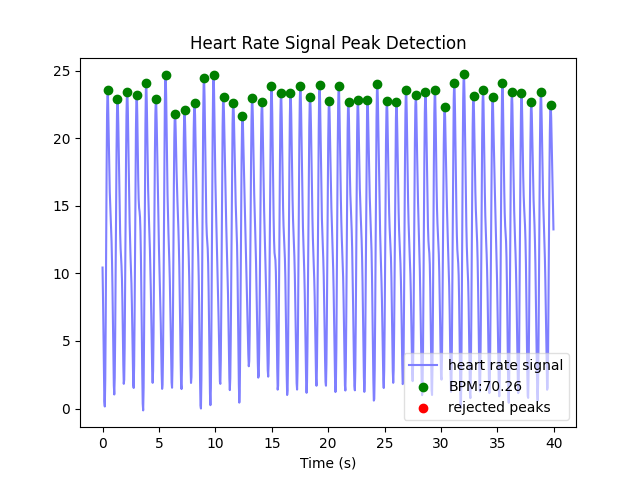 Heart Rate Signal Peak Detection
25
20
15
10
5
0
heart rate signal
BPM:70.26
rejected peaks
0 5 10 15 20 25 30 35 40
Time (s)